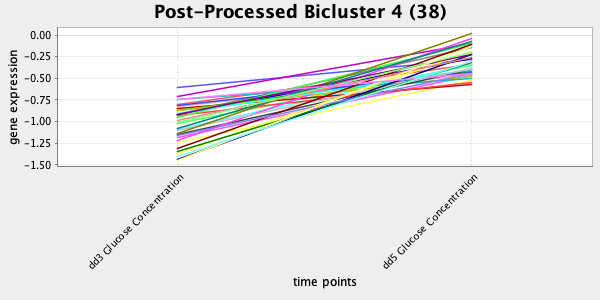 Post-Processed Bicluster 4 (38)
gene expression
0.00
-0.25
-0.50
-0.75
-1.00
-1.25
-1.50
dd3 Glucose Concentration
dd5 Glucose Concentration
time points